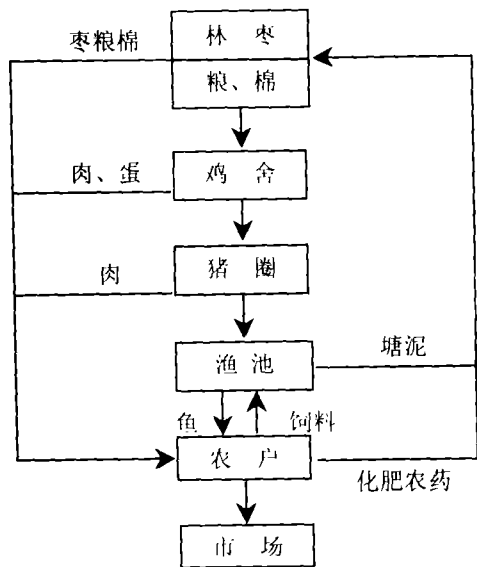 枣粮棉
林 枣
粮、棉
肉、蛋
鸡 舍
肉
猪 圈
渔 池
塘泥
鱼
饲料
农 户
化肥农药
市 场